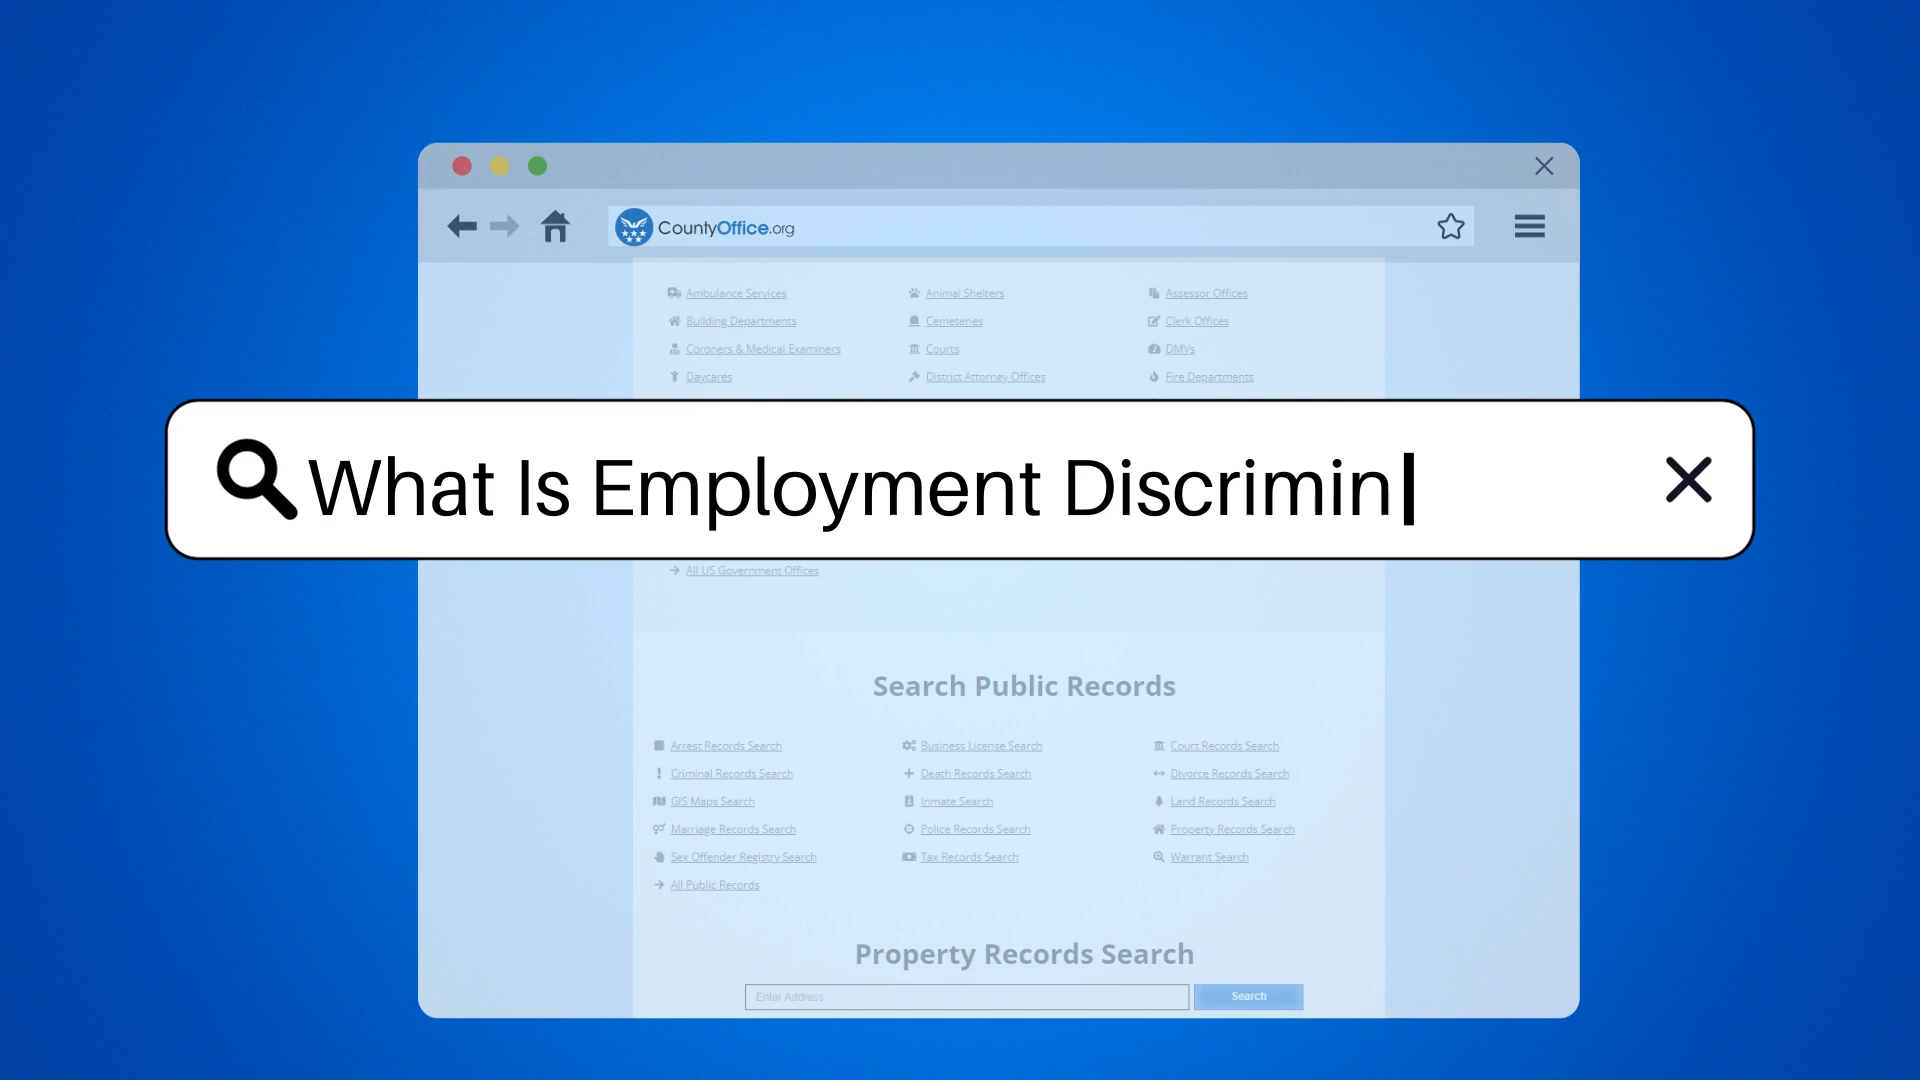 CountyOffice.org
Ambulance Services Animal Shelters Assessor Offices
Building Departments Cemeteries Clerk Offices
Coroners & Medical Examiners Courts DMVs
Daycares District Attorney Offices Fire Departments
What Is Employment Discrimin
All US Government Offices
Search Public Records
Arrest Records Search Business License Search Court Records Search
Criminal Records Search Death Records Search Divorce Records Search
GIS Maps Search Inmate Search Land Records Search
Marriage Records Search Police Records Search Property Records Search
Sex Offender Registry Search Tax Records Search Warrant Search
All Public Records
Property Records Search
Enter Address Search